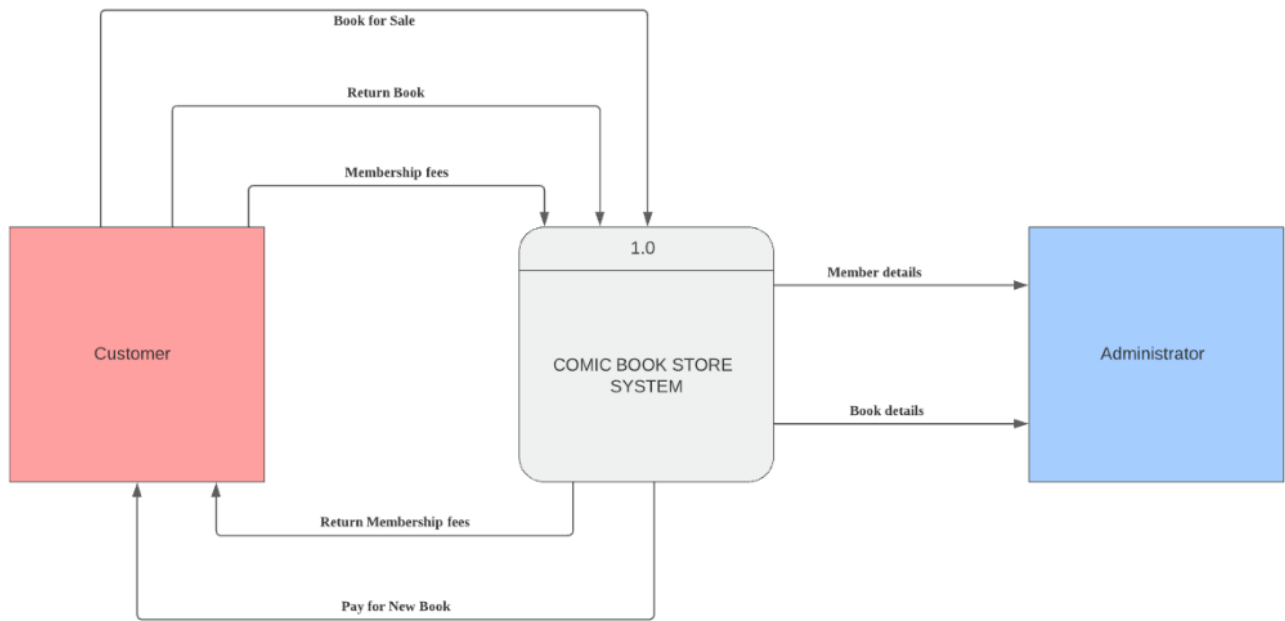 Book for Sale
Return Book
Membership fees
1.0
Member details
Customer
COMIC BOOK STORE
SYSTEM
Administrator
Book details
Return Membership fees
Pay for New Book